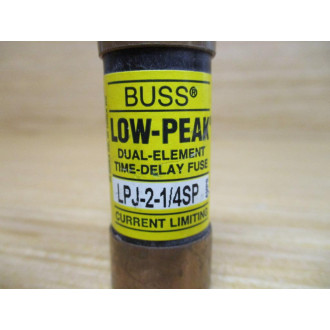 BUSS®
LOW-PEAK
DUAL-ELEMENT
TIME-DELAY FUSE
LPJ-2-1/4SP
CURRENT LIMITING